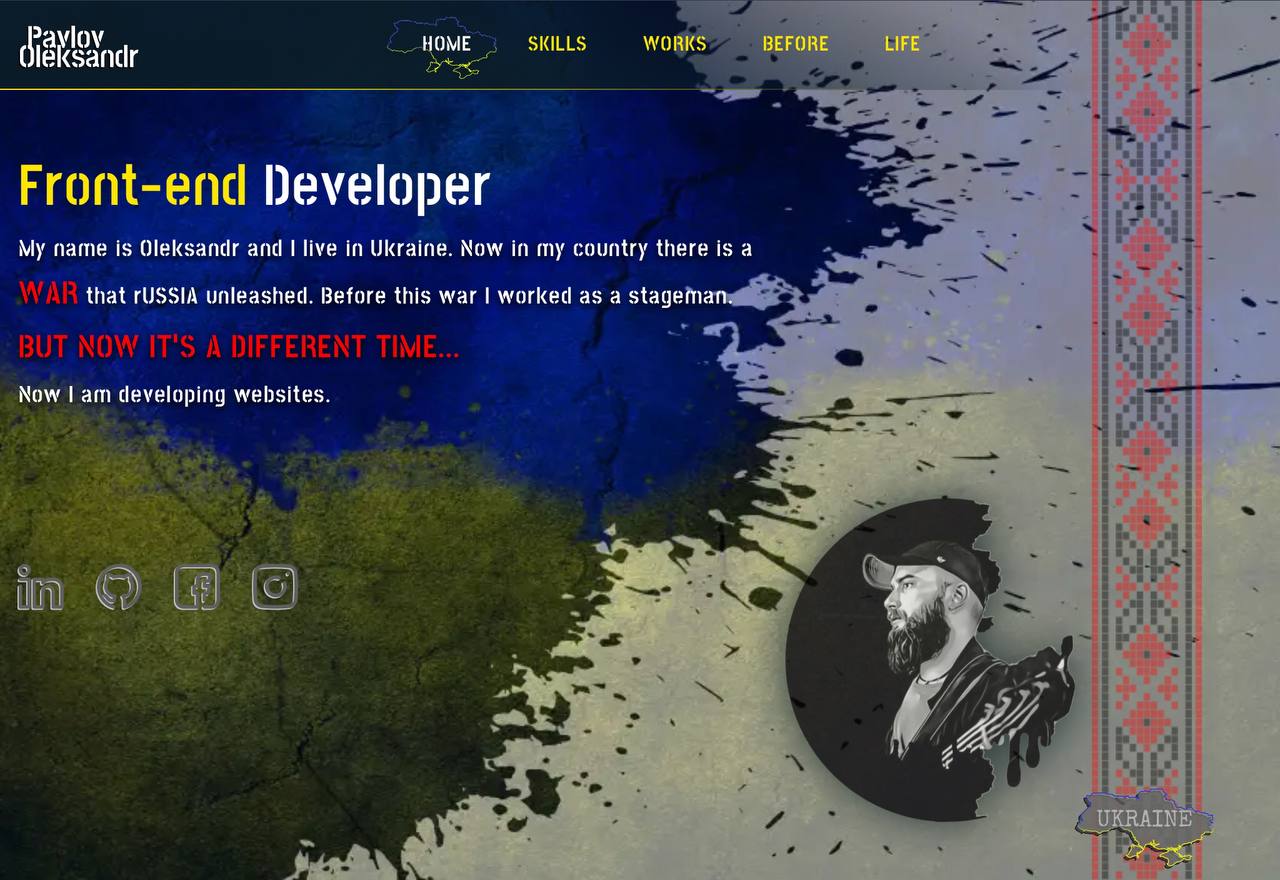 Pavlov
Oleksandr
HOME
SKILLS
WORKS
BEFORE
LIFE
Front-end Developer
My name is Oleksandr and I live in Ukraine. Now in my country there is a
WAR that rUSSIA unleashed. Before this war I worked as a stageman.
BUT NOW IT'S A DIFFERENT TIME...
Now I am developing websites.
in
UKRAINE